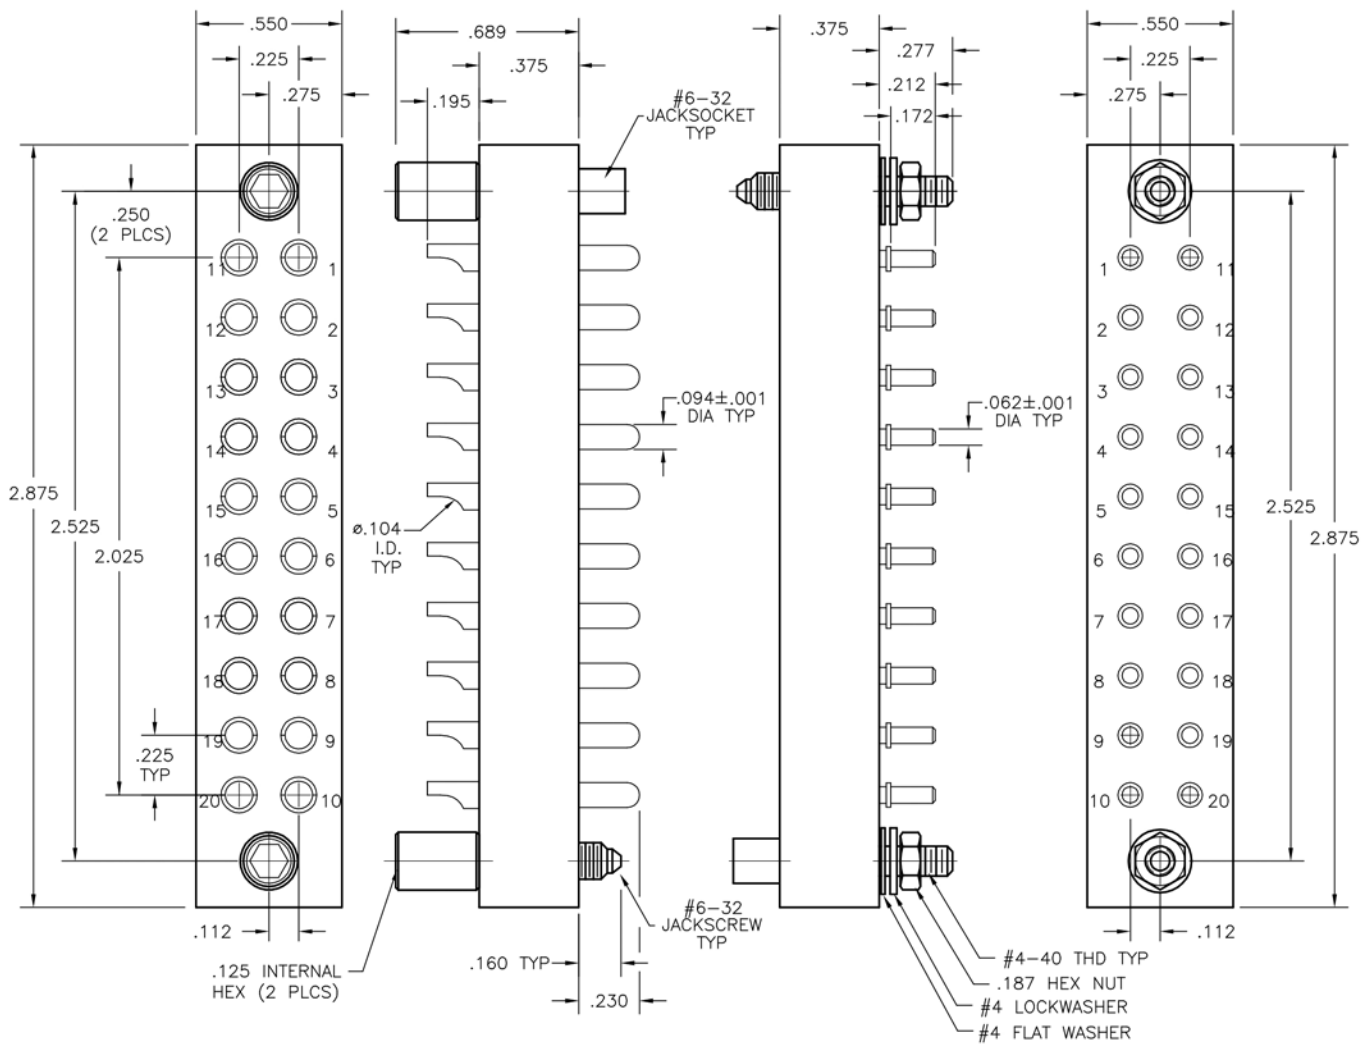 .550
.225
.275
.689
.375
.195
#6-32
JACKSOCKET
TYP
.375
.277
.212
.172
.550
.225
.275
.250
(2 PLCS)
11 1
12 2
13 3
14 4
15 5
16 6
17 7
18 8
19 9
20 10
2.875
2.525
2.025
.225
TYP
.112
.125 INTERNAL
HEX (2 PLCS)
ø.104
I.D.
TYP
.094±.001
DIA TYP
#6-32
JACKSCREW
TYP
.160 TYP
.230
.062±.001
DIA TYP
#4-40 THD TYP
.187 HEX NUT
#4 LOCKWASHER
#4 FLAT WASHER
1 11
2 12
3 13
4 14
5 15
6 16
7 17
8 18
9 19
10 20
2.525
2.875
.112